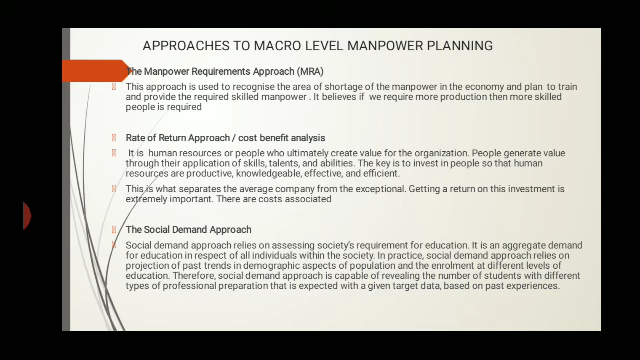 APPROACHES TO MACRO LEVEL MANPOWER PLANNING
The Manpower Requirements Approach (MRA)
This approach is used to recognise the area of shortage of the manpower in the economy and plan to train
and provide the required skilled manpower . It believes if we require more production then more skilled
people is required
Rate of Return Approach / cost benefit analysis
It is human resources or people who ultimately create value for the organization. People generate value
through their application of skills, talents, and abilities. The key is to invest in people so that human
resources are productive, knowledgeable, effective, and efficient.
This is what separates the average company from the exceptional. Getting a return on this investment is
extremely important. There are costs associated
The Social Demand Approach
Social demand approach relies on assessing society's requirement for education. It is an aggregate demand
for education in respect of all individuals within the society. In practice, social demand approach relies on
projection of past trends in demographic aspects of population and the enrolment at different levels of
education. Therefore, social demand approach is capable of revealing the number of students with different
types of professional preparation that is expected with a given target data, based on past experiences.